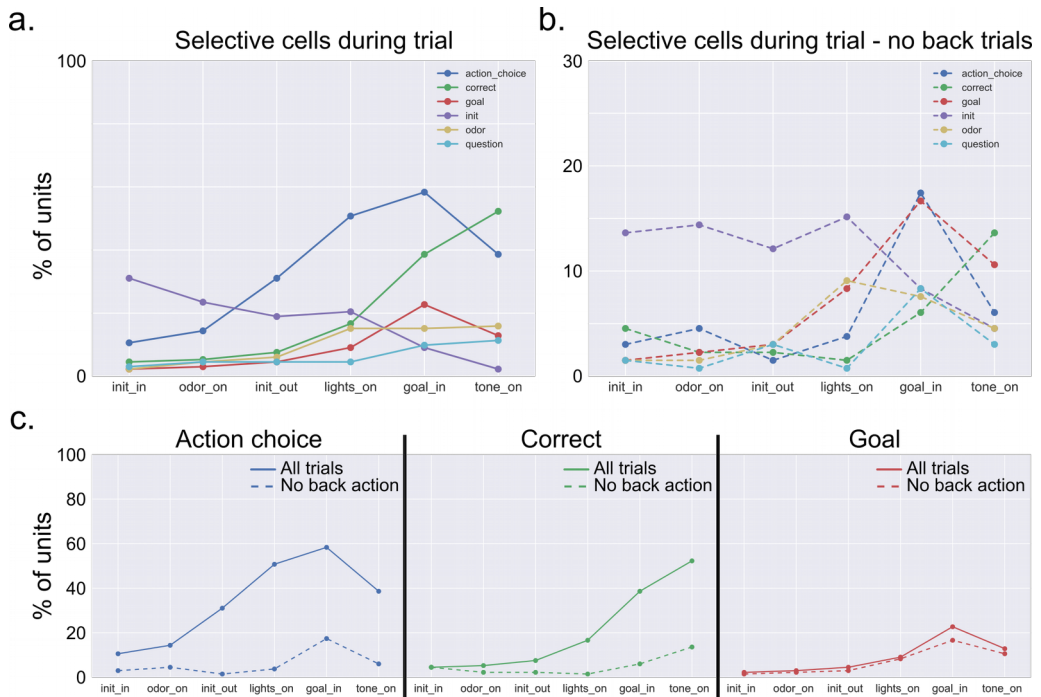 a.
Selective cells during trial
% of units
100
0
action_choice
correct
goal
init
odor
question
init_in odor_on init_out lights_on goal_in tone_on
b.
Selective cells during trial - no back trials
30
20
10
0
action_choice
correct
goal
init
odor
question
init_in odor_on init_out lights_on goal_in tone_on
c.
% of units
100
80
60
40
20
0
Action choice
All trials
No back action
init_in odor_on init_out lights_on goal_in tone_on
Correct
All trials
No back action
init_in odor_on init_out lights_on goal_in tone_on
Goal
All trials
No back action
init_in odor_on init_out lights_on goal_in tone_on